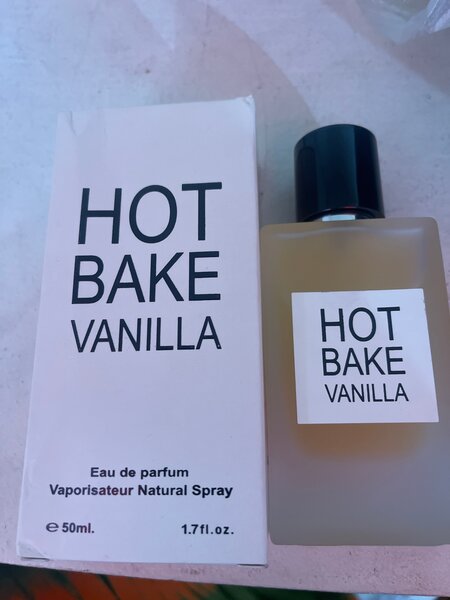 HOT
BAKE
VANILLA
Eau de parfum
Vaporisateur Natural Spray
℮ 50ml. 1.7fl.oz.
HOT
BAKE
VANILLA